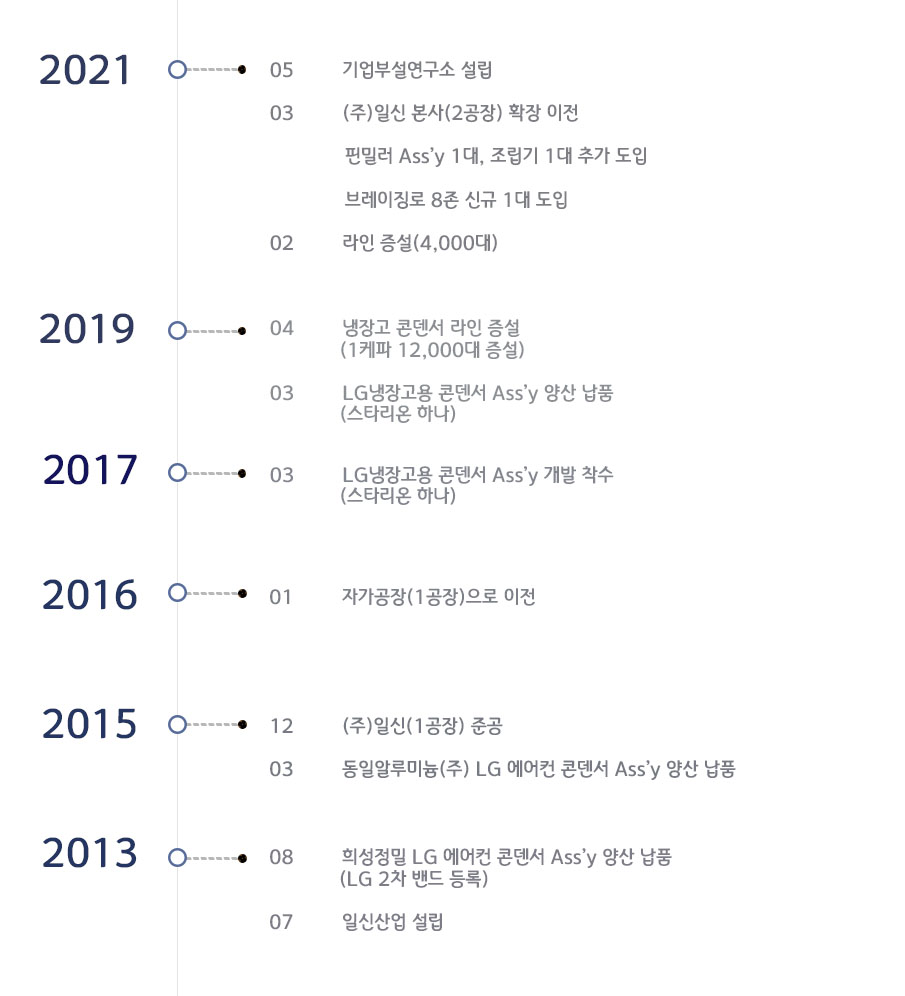 2021
05 기업부설연구소 설립
03 (주)일신 본사(2공장) 확장 이전
핀밀러 Ass'y 1대, 조립기 1대 추가 도입
브레이징로 8존 신규 1대 도입
02 라인 증설(4,000대)
2019
04 냉장고 콘덴서 라인 증설
(1케파 12,000대 증설)
03 LG냉장고용 콘덴서 Ass'y 양산 납품
(스타리온 하나)
2017
03 LG냉장고용 콘덴서 Ass'y 개발 착수
(스타리온 하나)
2016
01 자가공장(1공장)으로 이전
2015
12 (주)일신(1공장) 준공
03 동일알루미늄(주) LG 에어컨 콘덴서 Ass'y 양산 납품
2013
08 희성정밀 LG 에어컨 콘덴서 Ass'y 양산 납품
(LG 2차 밴드 등록)
07 일신산업 설립